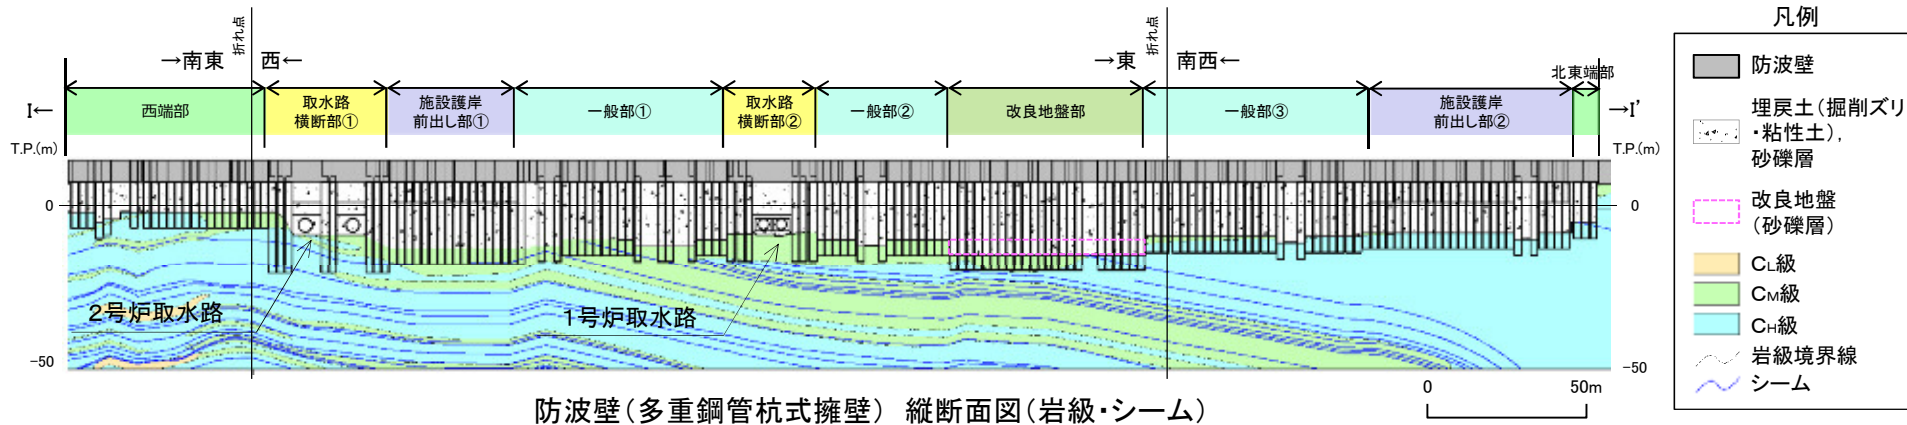 折れ点
折れ点
→南東
西←
→東
南西←
北東端部
I←
西端部
取水路
横断部①
施設護岸
前出し部①
一般部①
取水路
横断部②
一般部②
改良地盤部
一般部③
施設護岸
前出し部②
→I'
T.P.(m)
T.P.(m)
0
0
2号炉取水路
1号炉取水路
-50
-50
0
50m
防波壁(多重鋼管杭式擁壁) 縦断面図(岩級・シーム)
凡例
防波壁
埋戻土(掘削ズリ
・粘性土),
砂礫層
改良地盤
(砂礫層)
CL級
CM級
CH級
岩級境界線
シーム